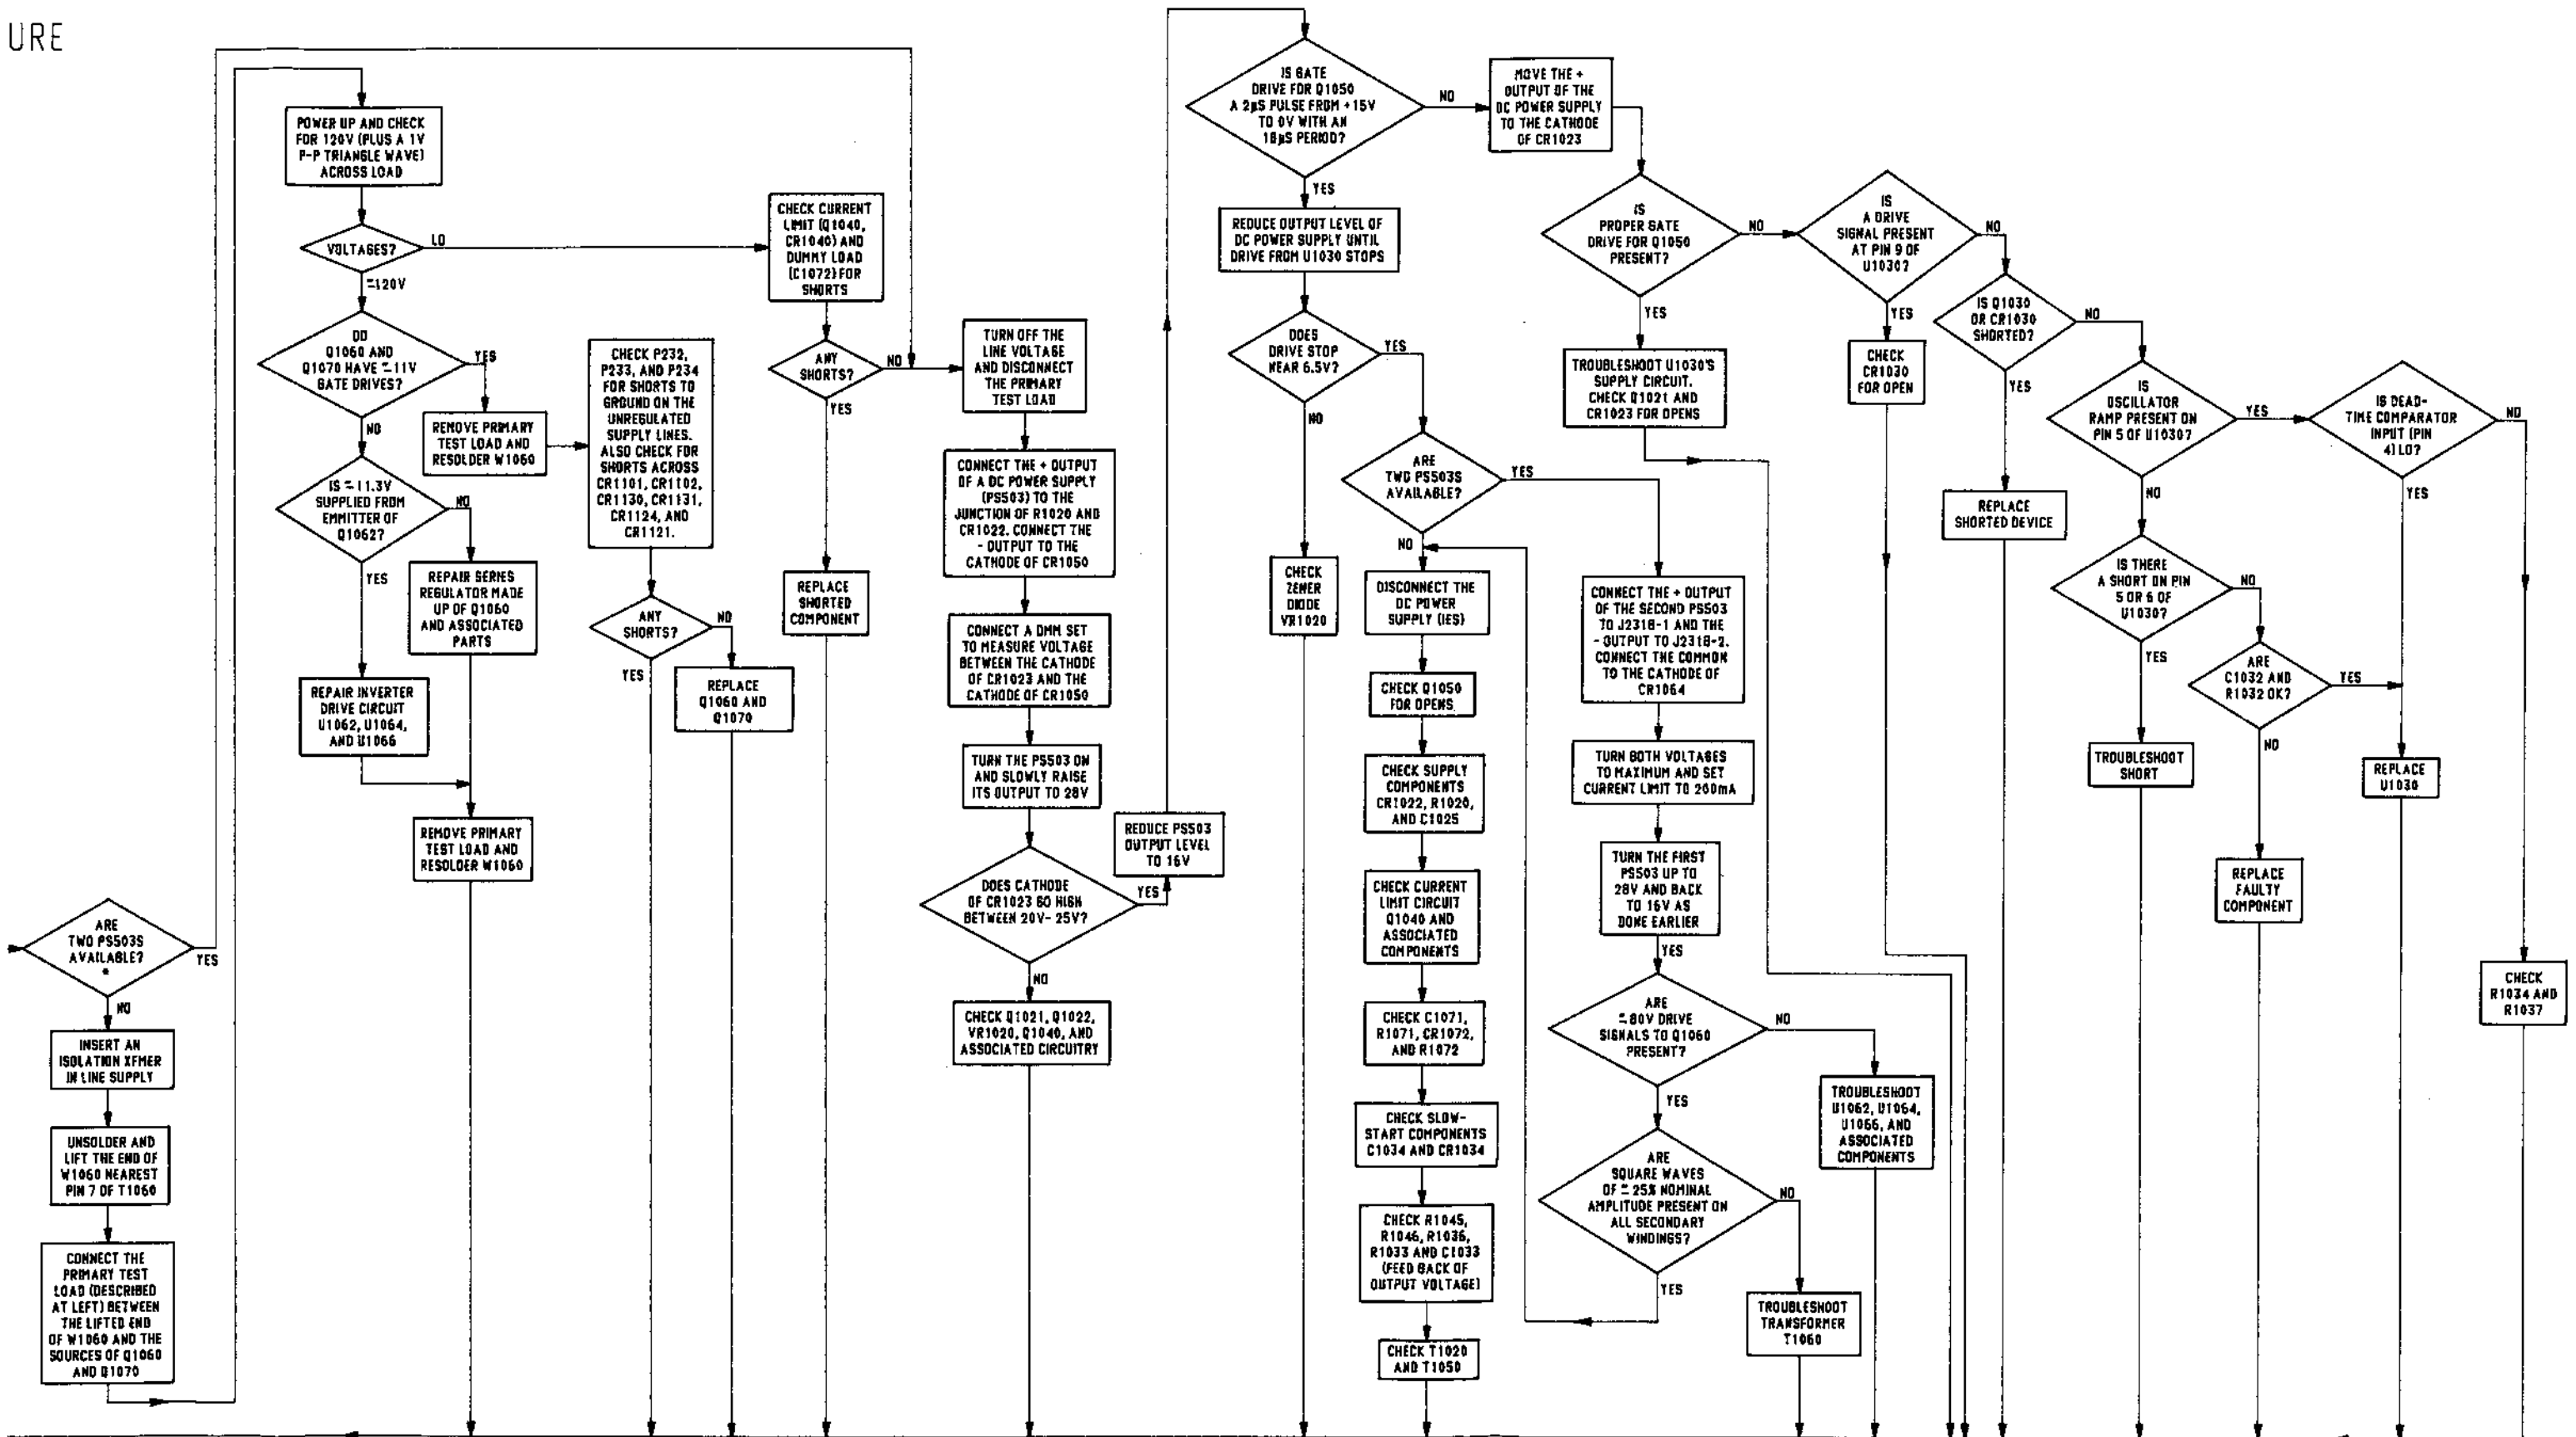 URE
POWER UP AND CHECK
FOR 120V (PLUS A 1V
P-P TRIANGLE WAVE)
ACROSS LOAD
VOLTAGES?
LO
≈120V
DO
Q1060 AND
Q1070 HAVE ≈11V
GATE DRIVES?
YES
NO
REMOVE PRIMARY
TEST LOAD AND
RESOLDER W1060
IS ≈11.3V
SUPPLIED FROM
EMMITTER OF
Q1062?
NO
YES
REPAIR SERIES
REGULATOR MADE
UP OF Q1060
AND ASSOCIATED
PARTS
REPAIR INVERTER
DRIVE CIRCUIT
U1062, U1064,
AND U1066
REMOVE PRIMARY
TEST LOAD AND
RESOLDER W1060
ARE
TWO PS503S
AVAILABLE?
*
YES
NO
INSERT AN
ISOLATION XFMER
IN LINE SUPPLY
UNSOLDER AND
LIFT THE END OF
W1060 NEAREST
PIN 7 OF T1060
CONNECT THE
PRIMARY TEST
LOAD (DESCRIBED
AT LEFT) BETWEEN
THE LIFTED END
OF W1060 AND THE
SOURCES OF Q1060
AND Q1070
CHECK P232,
P233, AND P234
FOR SHORTS TO
GROUND ON THE
UNREGULATED
SUPPLY LINES.
ALSO CHECK FOR
SHORTS ACROSS
CR1101, CR1102,
CR1130, CR1131,
CR1124, AND
CR1121.
ANY
SHORTS?
NO
YES
REPLACE
Q1060 AND
Q1070
CHECK CURRENT
LIMIT (Q1040,
CR1040) AND
DUMMY LOAD
(C1072) FOR
SHORTS
ANY
SHORTS?
NO
YES
REPLACE
SHORTED
COMPONENT
TURN OFF THE
LINE VOLTAGE
AND DISCONNECT
THE PRIMARY
TEST LOAD
CONNECT THE + OUTPUT
OF A DC POWER SUPPLY
(PS503) TO THE
JUNCTION OF R1020 AND
CR1022. CONNECT THE
- OUTPUT TO THE
CATHODE OF CR1050
CONNECT A DMM SET
TO MEASURE VOLTAGE
BETWEEN THE CATHODE
OF CR1023 AND THE
CATHODE OF CR1050
TURN THE PS503 ON
AND SLOWLY RAISE
ITS OUTPUT TO 28V
DOES CATHODE
OF CR1023 GO HIGH
BETWEEN 20V-25V?
YES
NO
REDUCE PS503
OUTPUT LEVEL
TO 16V
CHECK Q1021, Q1022,
VR1020, Q1040, AND
ASSOCIATED CIRCUITRY
IS GATE
DRIVE FOR Q1050
A 2µS PULSE FROM +15V
TO 0V WITH AN
18µS PERIOD?
NO
YES
MOVE THE +
OUTPUT OF THE
DC POWER SUPPLY
TO THE CATHODE
OF CR1023
REDUCE OUTPUT LEVEL OF
DC POWER SUPPLY UNTIL
DRIVE FROM U1030 STOPS
DOES
DRIVE STOP
NEAR 6.5V?
YES
NO
CHECK
ZENER
DIODE
VR1020
ARE
TWO PS503S
AVAILABLE?
YES
NO
DISCONNECT THE
DC POWER
SUPPLY (IES)
CHECK Q1050
FOR OPENS
CHECK SUPPLY
COMPONENTS
CR1022, R1020,
AND C1025
CHECK CURRENT
LIMIT CIRCUIT
Q1040 AND
ASSOCIATED
COMPONENTS
CHECK C1071,
R1071, CR1072,
AND R1072
CHECK SLOW-
START COMPONENTS
C1034 AND CR1034
CHECK R1045,
R1046, R1036,
R1033 AND C1033
(FEED BACK OF
OUTPUT VOLTAGE)
CHECK T1020
AND T1050
IS
PROPER GATE
DRIVE FOR Q1050
PRESENT?
NO
YES
TROUBLESHOOT U1030'S
SUPPLY CIRCUIT.
CHECK Q1021 AND
CR1023 FOR OPENS
CONNECT THE + OUTPUT
OF THE SECOND PS503
TO J2318-1 AND THE
- OUTPUT TO J2318-2.
CONNECT THE COMMON
TO THE CATHODE OF
CR1064
TURN BOTH VOLTAGES
TO MAXIMUM AND SET
CURRENT LIMIT TO 200mA
TURN THE FIRST
PS503 UP TO
28V AND BACK
TO 16V AS
DONE EARLIER
YES
ARE
≈80V DRIVE
SIGNALS TO Q1060
PRESENT?
NO
YES
TROUBLESHOOT
U1062, U1064,
U1066, AND
ASSOCIATED
COMPONENTS
ARE
SQUARE WAVES
OF ≈ 25% NOMINAL
AMPLITUDE PRESENT ON
ALL SECONDARY
WINDINGS?
NO
YES
TROUBLESHOOT
TRANSFORMER
T1060
IS
A DRIVE
SIGNAL PRESENT
AT PIN 9 OF
U1030?
NO
YES
CHECK
CR1030
FOR OPEN
IS Q1030
OR CR1030
SHORTED?
NO
YES
REPLACE
SHORTED DEVICE
IS
OSCILLATOR
RAMP PRESENT ON
PIN 5 OF U1030?
YES
NO
IS THERE
A SHORT ON PIN
5 OR 6 OF
U1030?
NO
YES
TROUBLESHOOT
SHORT
ARE
C1032 AND
R1032 OK?
YES
NO
REPLACE
FAULTY
COMPONENT
IS DEAD-
TIME COMPARATOR
INPUT (PIN
4) LO?
NO
YES
REPLACE
U1030
CHECK
R1034 AND
R1037